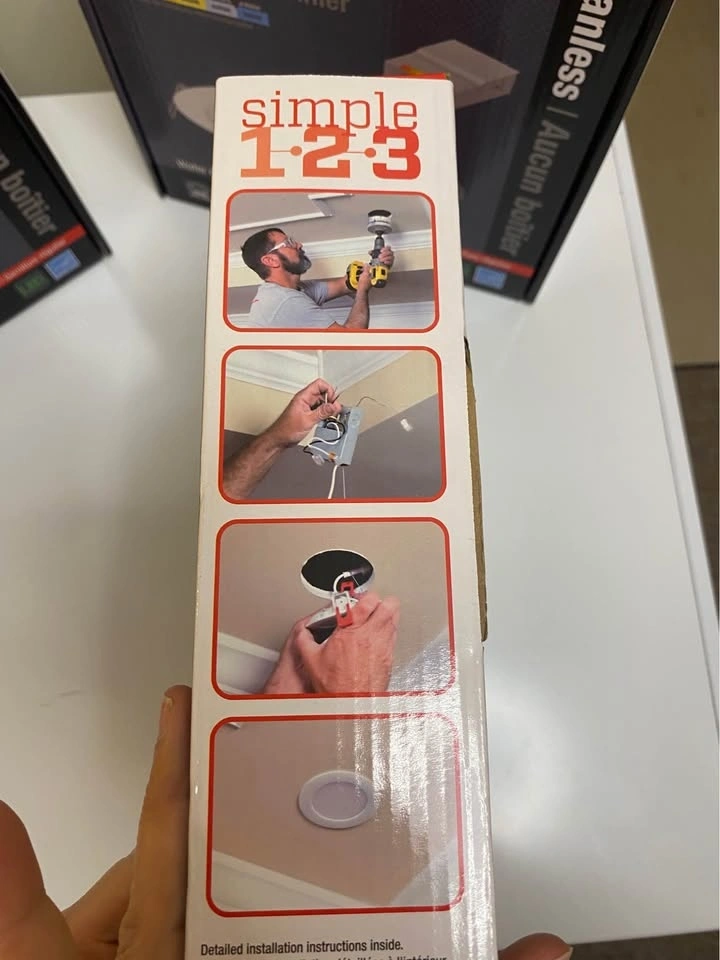 simple
1·2·3
Detailed installation instructions inside.
anless | Aucun boîtier
n boîtier